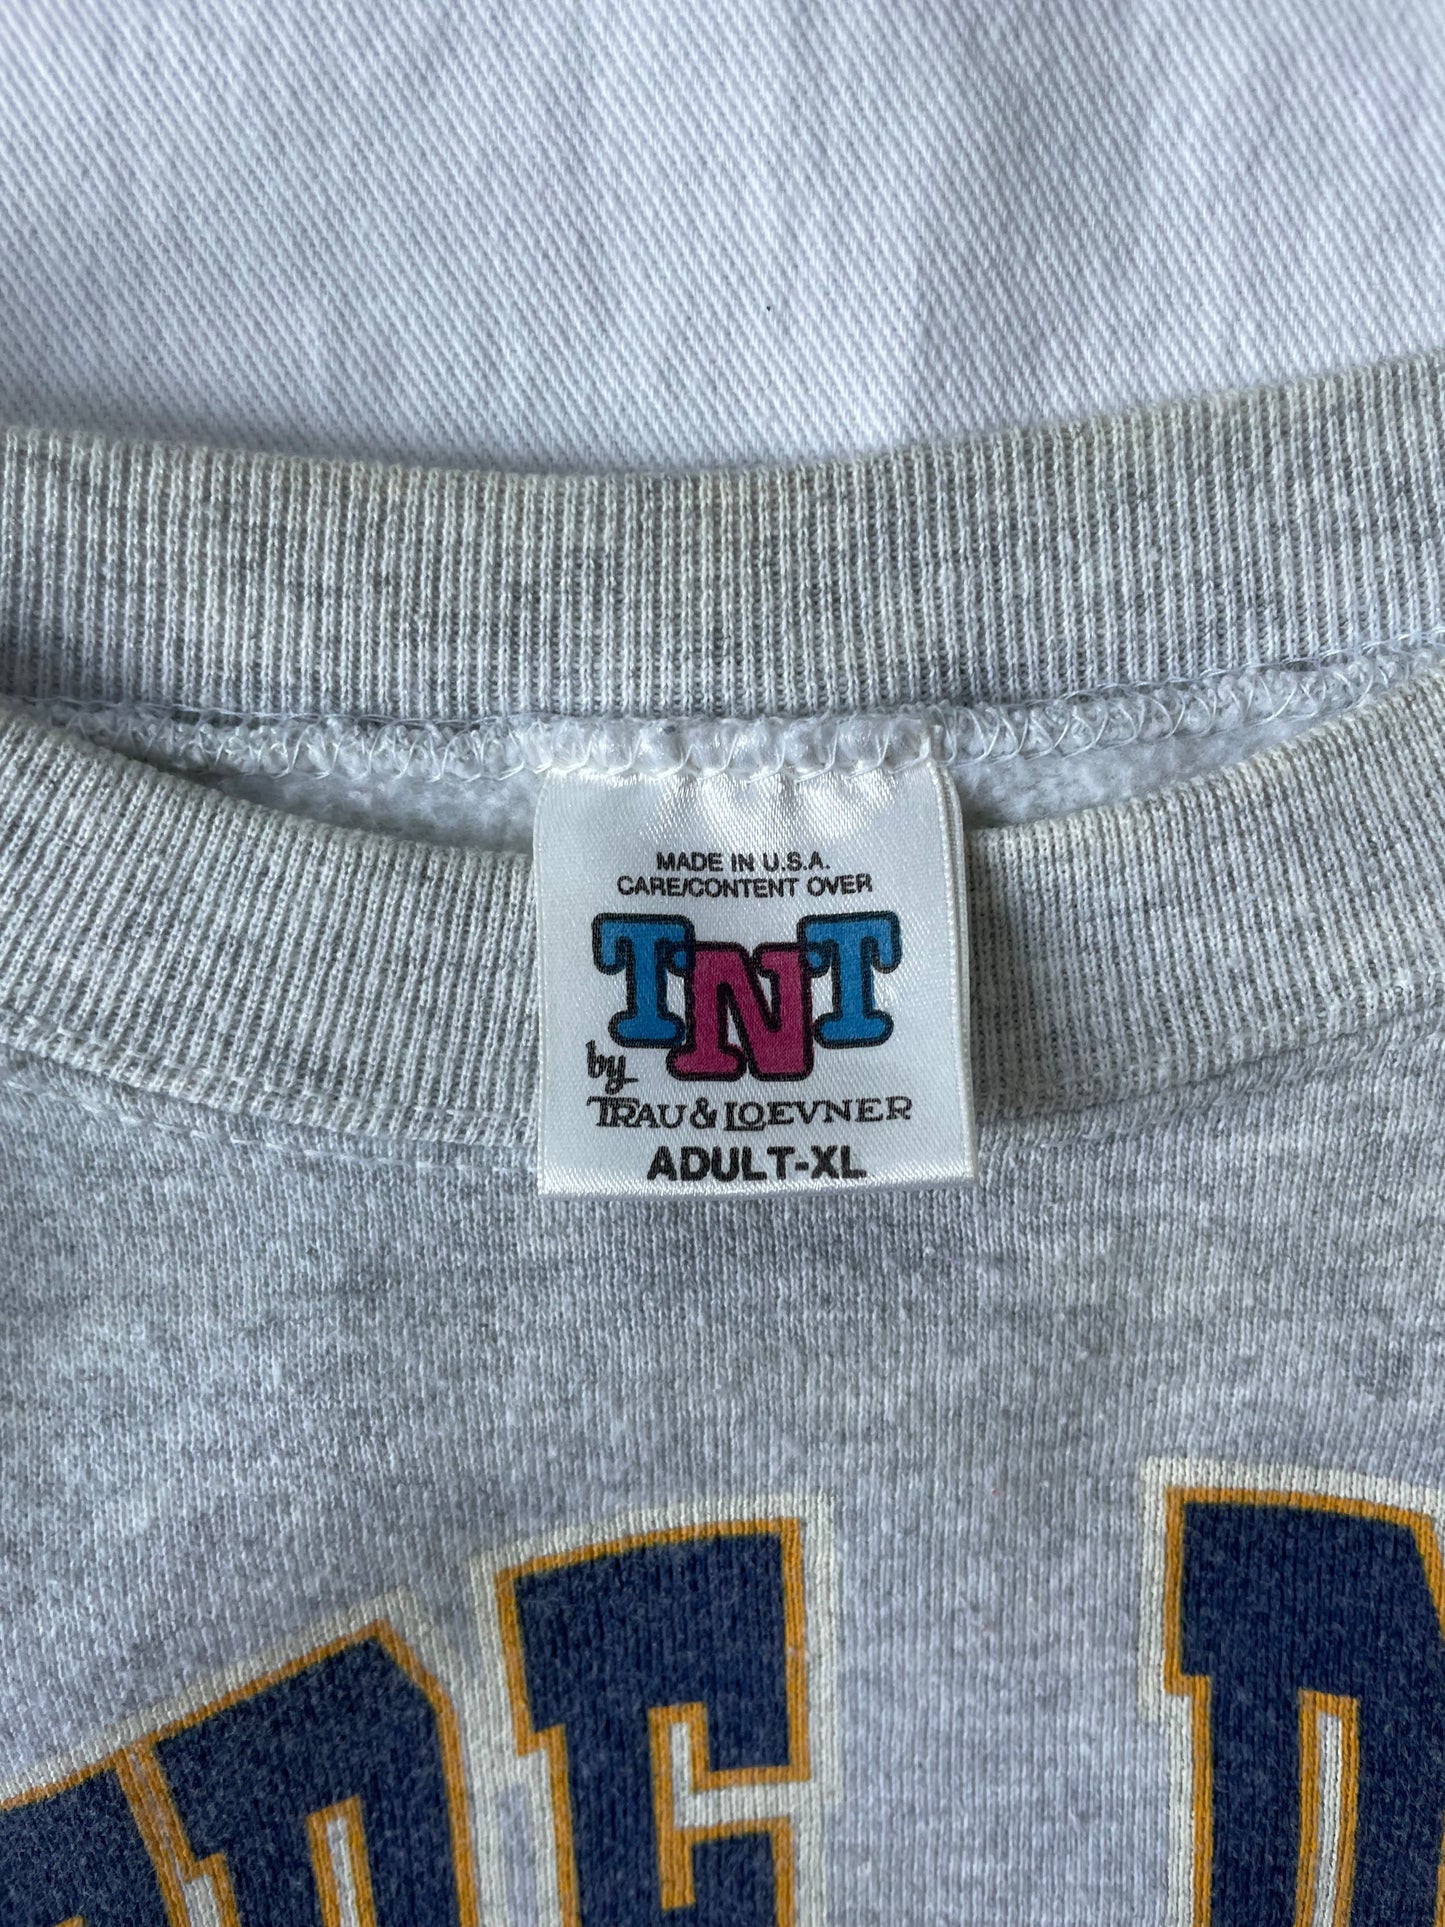 MADE IN U.S.A.
CARE/CONTENT OVER
TNT
by
TRAU & LOEVNER
ADULT-XL